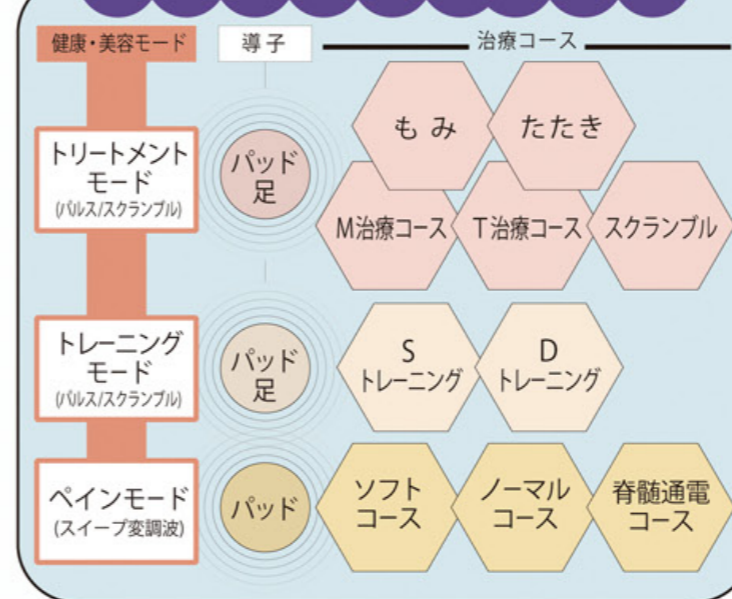 健康・美容モード
導子
治療コース
トリートメント
モード
(パルス/スクランブル)
パッド
足
もみ
たたき
M治療コース
T治療コース
スクランブル
トレーニング
モード
(パルス/スクランブル)
パッド
足
S
トレーニング
D
トレーニング
ペインモード
(スイープ変調波)
パッド
ソフト
コース
ノーマル
コース
脊髄通電
コース